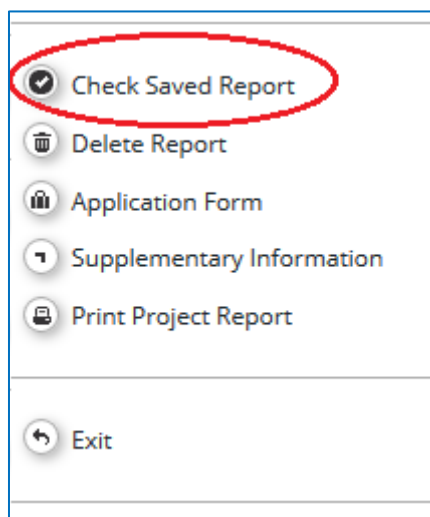 Check Saved Report
Delete Report
Application Form
Supplementary Information
Print Project Report
Exit